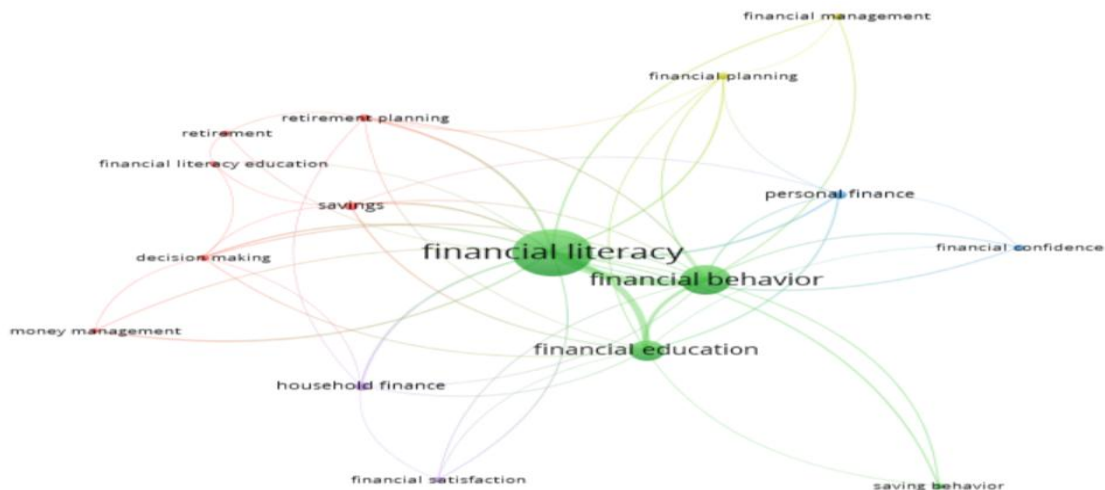 financial management
financial planning
retirement planning
retirement
financial literacy education
personal finance
savings
financial literacy
financial confidence
decision making
financial behavior
money management
financial education
household finance
financial satisfaction
saving behavior